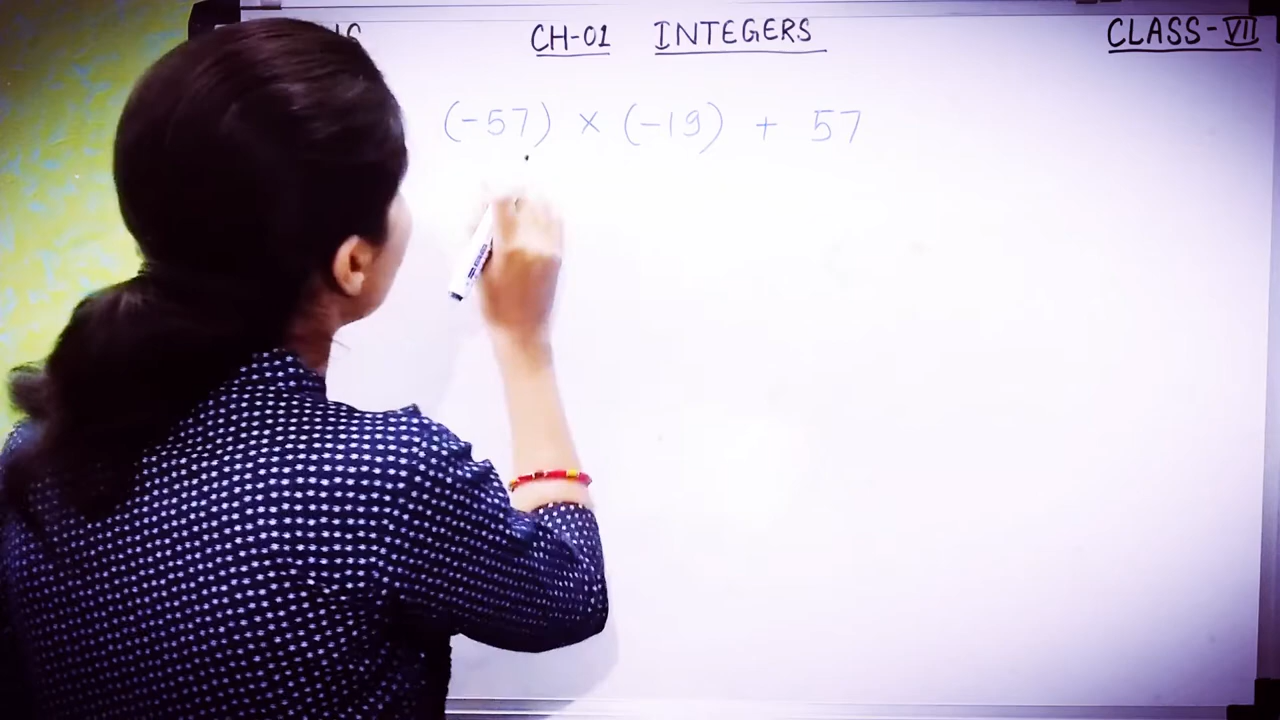 CH-01 INTEGERS CLASS-VII
(-57) × (-19) + 57